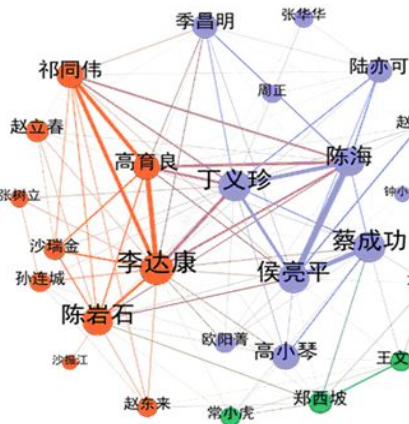 季昌明
张华华
祁同伟
陆亦可
周正
赵立春
赵
高育良
陈海
丁义珍
张树立
钟小
沙瑞金
李达康
蔡成功
孙连城
侯亮平
陈岩石
欧阳菁
高小琴
沙振江
王文
赵东来
郑西坡
常小虎